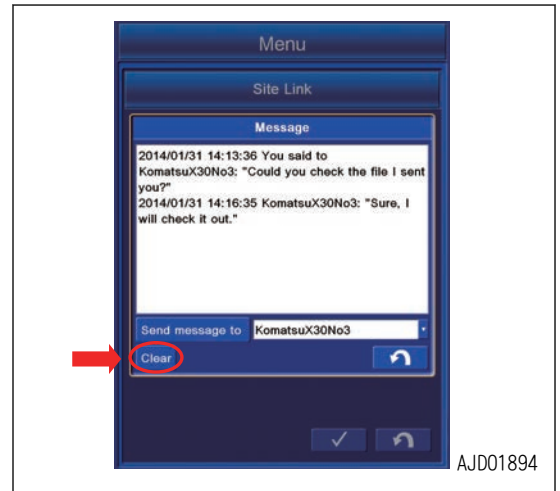 Menu
Site Link
Message
2014/01/31 14:13:36 You said to
KomatsuX30No3: "Could you check the file I sent
you?"
2014/01/31 14:16:35 KomatsuX30No3: "Sure, I
will check it out."
Send message to KomatsuX30No3
Clear
AJD01894